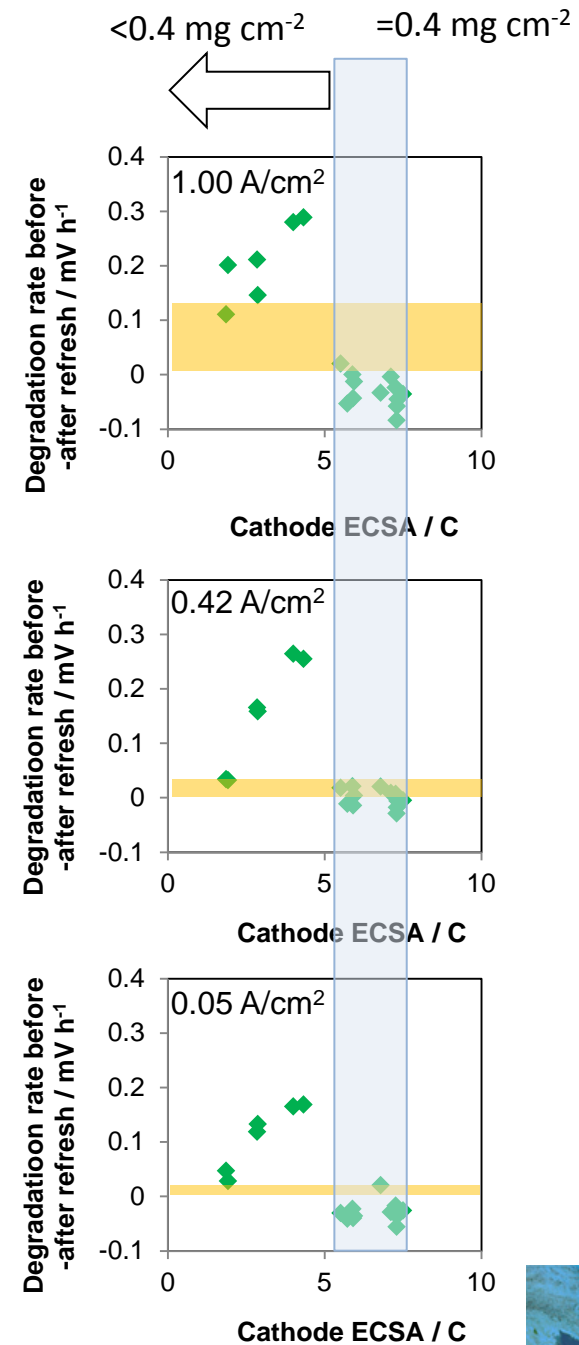 <0.4 mg cm-2 =0.4 mg cm-2
Degradatioon rate before
-after refresh / mV h-1
1.00 A/cm2
0.4
0.3
0.2
0.1
0
-0.1
0 5 10
Cathode ECSA / C
Degradatioon rate before
-after refresh / mV h-1
0.42 A/cm2
0.4
0.3
0.2
0.1
0
-0.1
0 5 10
Cathode ECSA / C
Degradatioon rate before
-after refresh / mV h-1
0.05 A/cm2
0.4
0.3
0.2
0.1
0
-0.1
0 5 10
Cathode ECSA / C